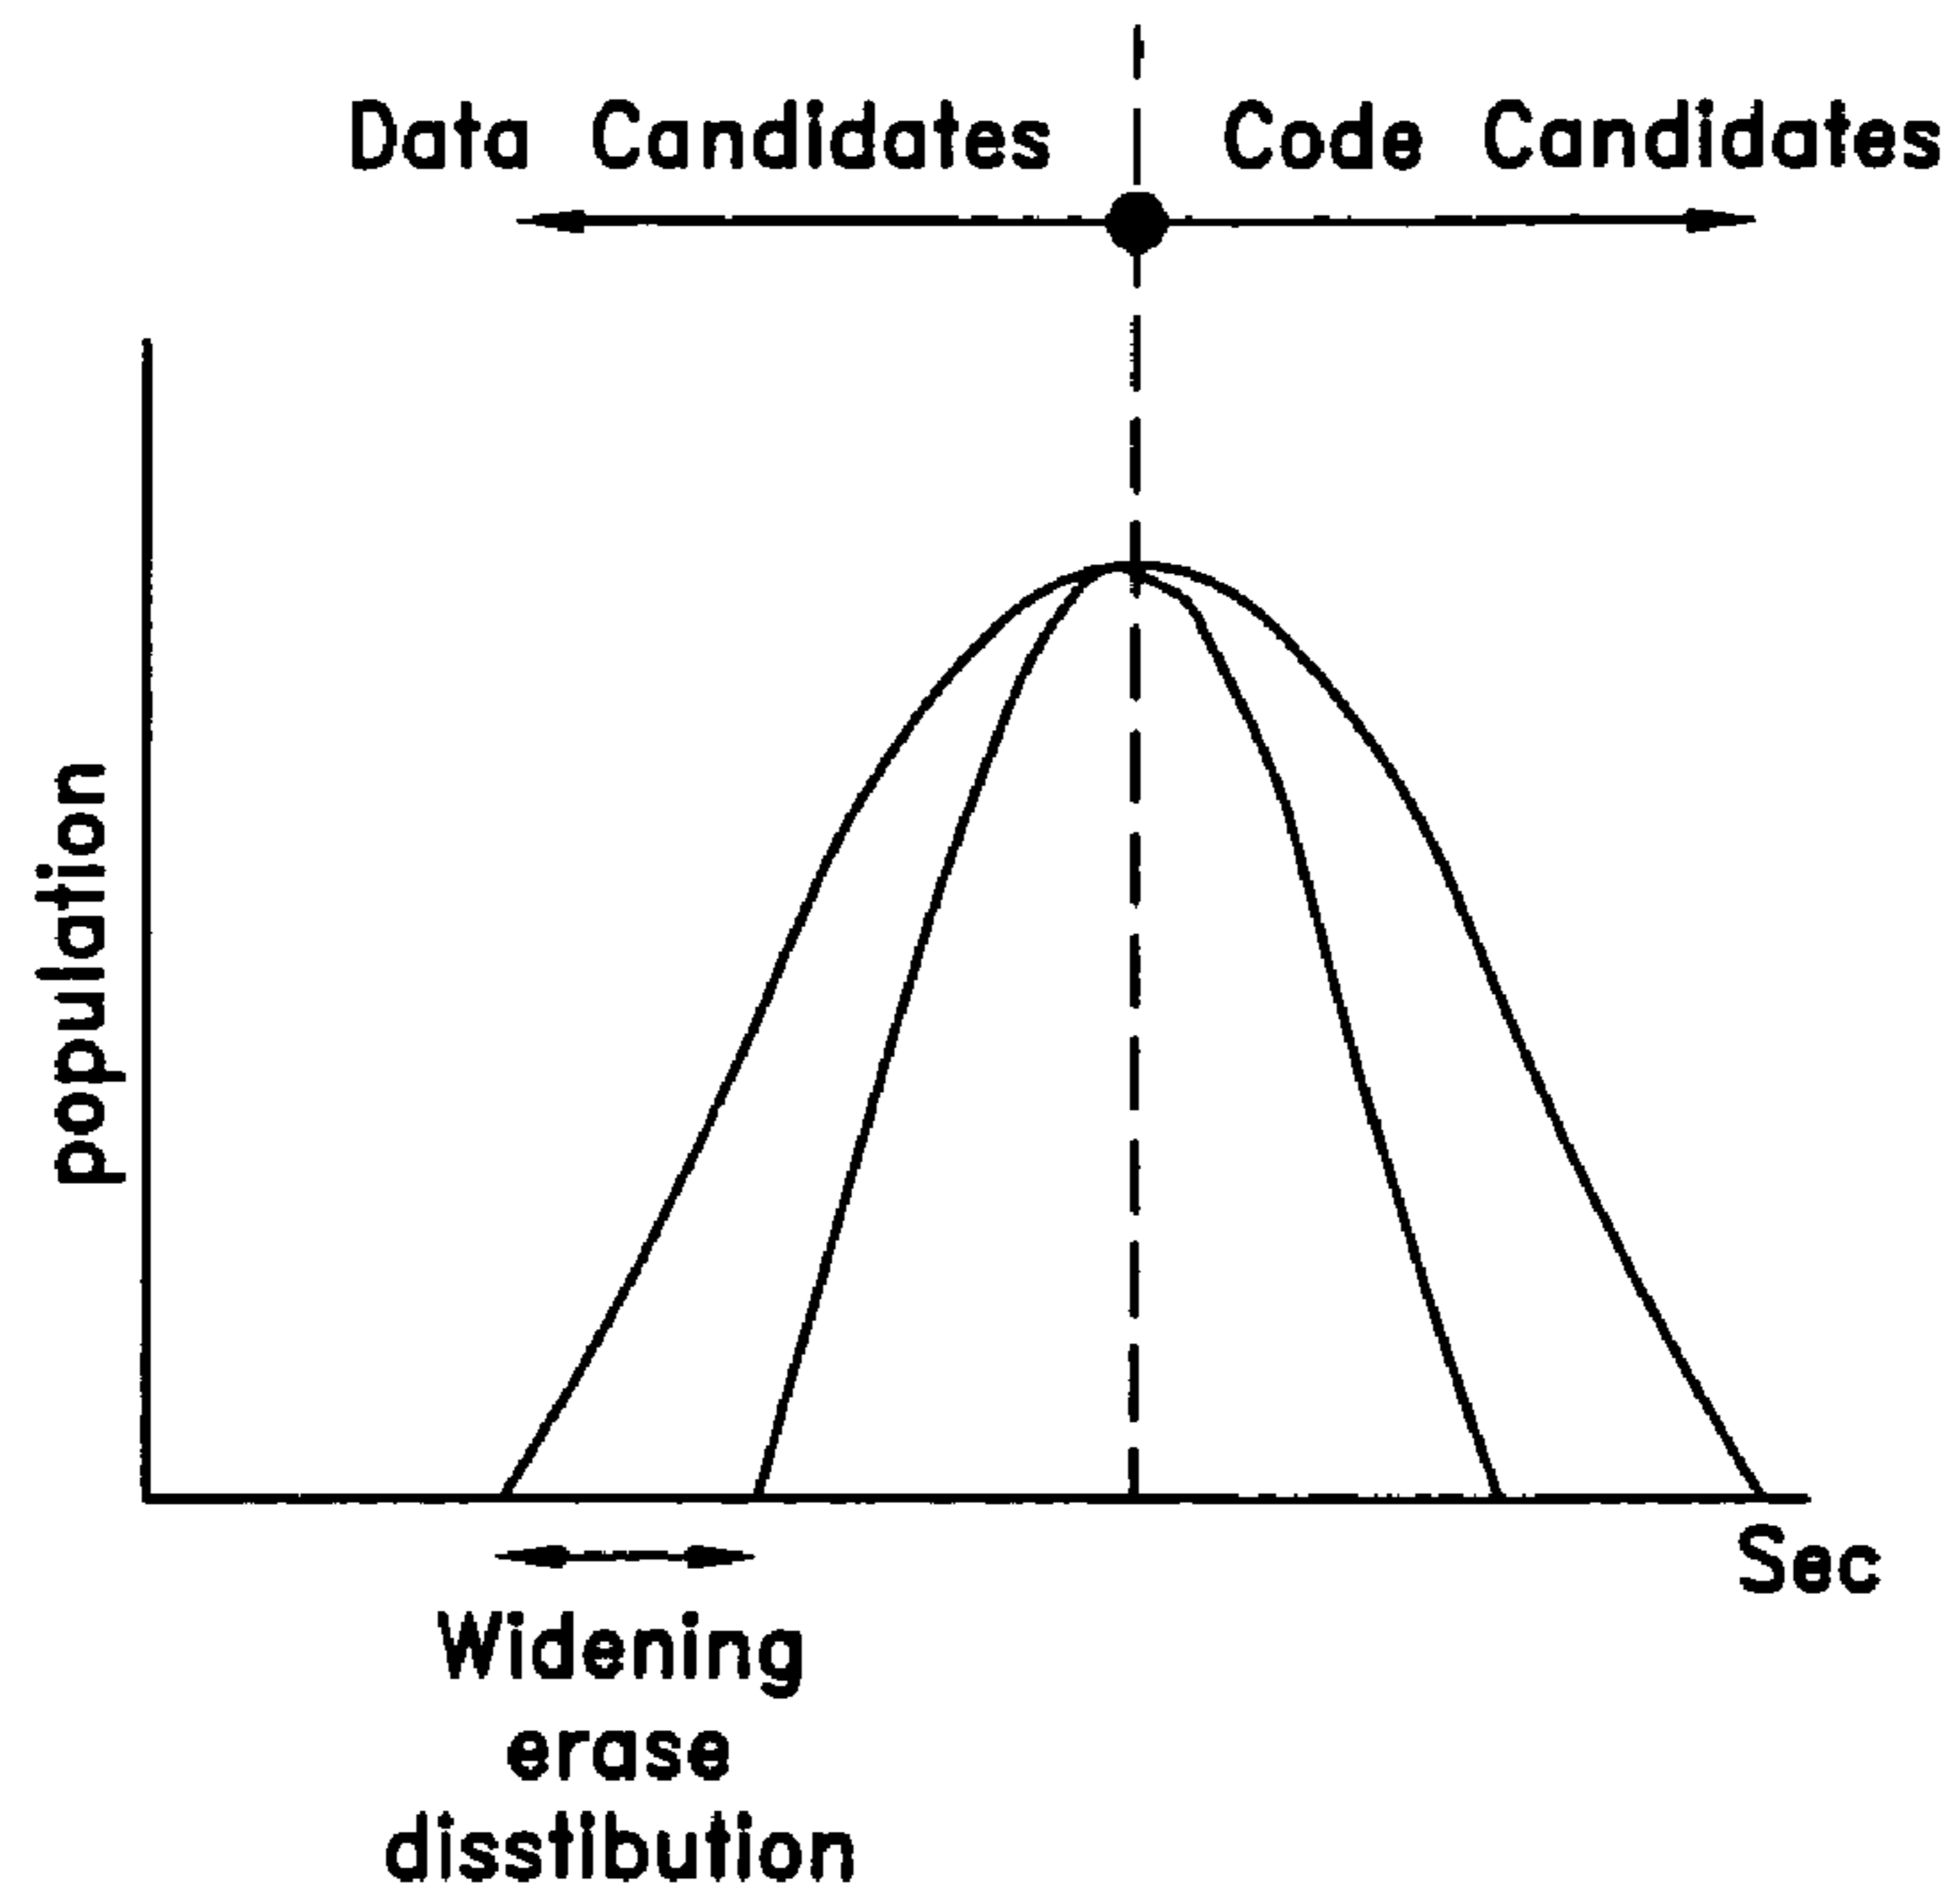 Data Candidates
Code Candidates
population
Sec
Widening
erase
disstibution